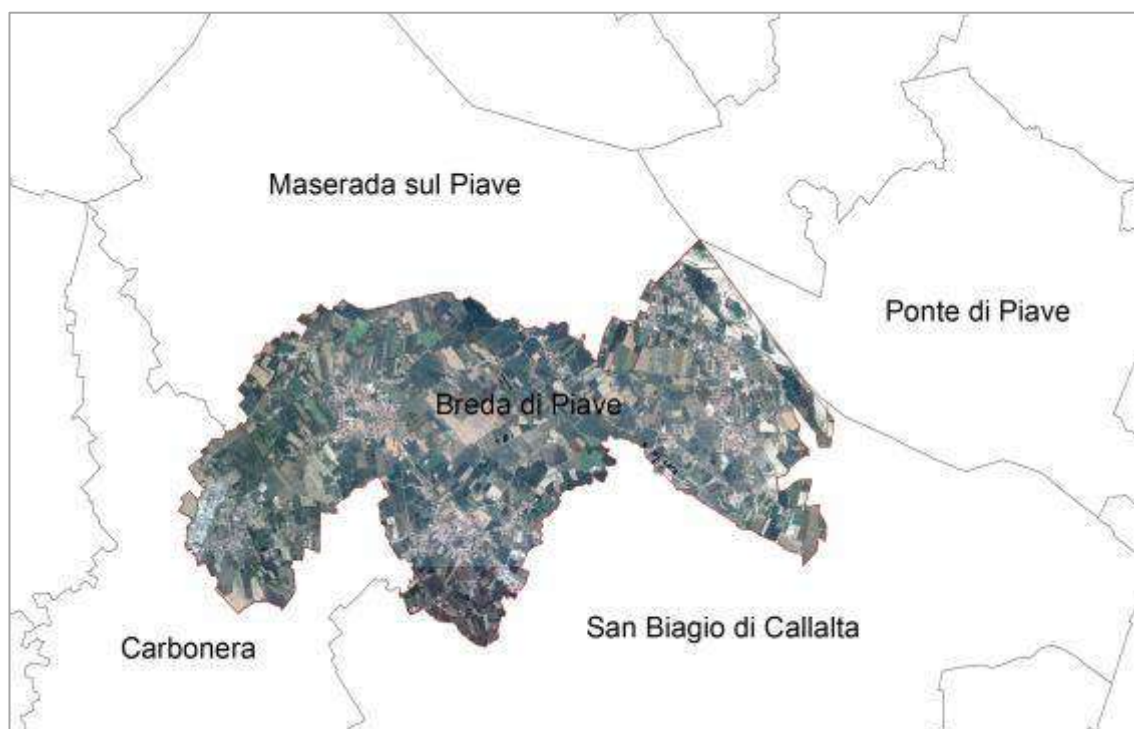 Maserada sul Piave
Ponte di Piave
Breda di Piave
San Biagio di Callalta
Carbonera